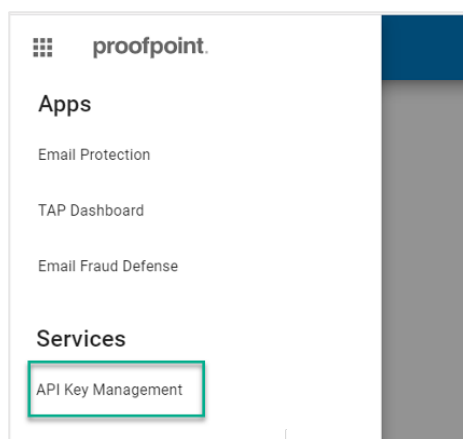 proofpoint.
Apps
Email Protection
TAP Dashboard
Email Fraud Defense
Services
API Key Management